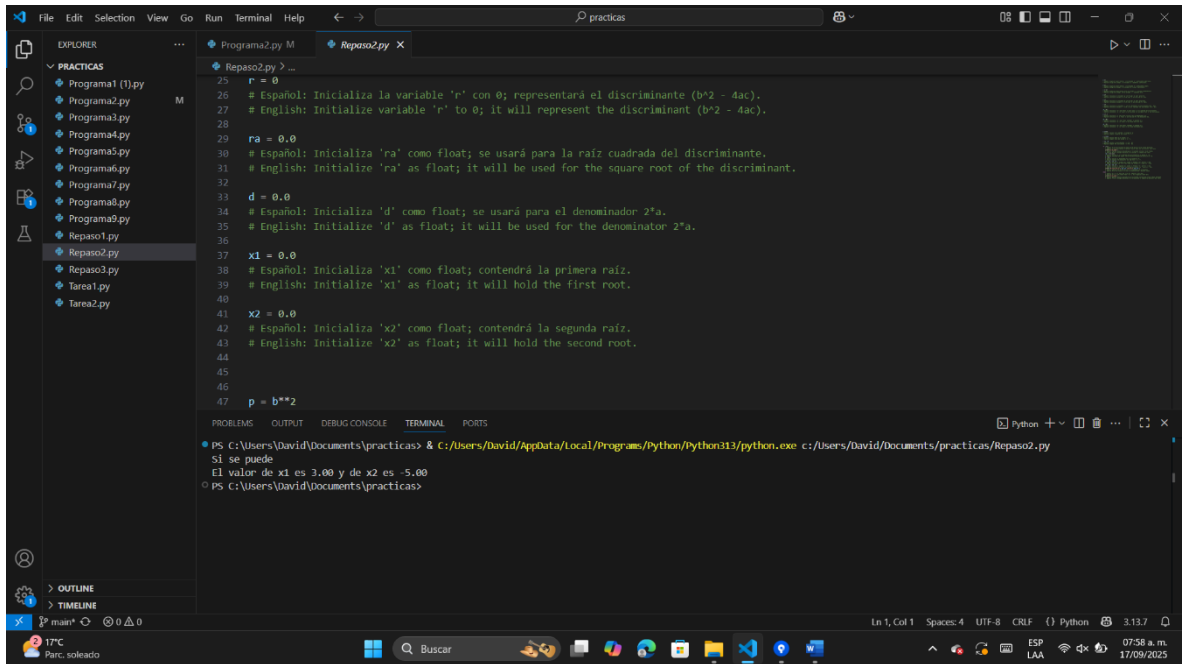 File Edit Selection View Go Run Terminal Help
practicas
EXPLORER
PRACTICAS
Programa1 (1).py
Programa2.py M
Programa3.py
Programa4.py
Programa5.py
Programa6.py
Programa7.py
Programa8.py
Programa9.py
Repaso1.py
Repaso2.py
Repaso3.py
Tarea1.py
Tarea2.py
OUTLINE
TIMELINE
Programa2.py M Repaso2.py
Repaso2.py > ...
25 r = 0
26 # Español: Inicializa la variable 'r' con 0; representará el discriminante (b^2 - 4ac).
27 # English: Initialize variable 'r' to 0; it will represent the discriminant (b^2 - 4ac).
28
29 ra = 0.0
30 # Español: Inicializa 'ra' como float; se usará para la raíz cuadrada del discriminante.
31 # English: Initialize 'ra' as float; it will be used for the square root of the discriminant.
32
33 d = 0.0
34 # Español: Inicializa 'd' como float; se usará para el denominador 2*a.
35 # English: Initialize 'd' as float; it will be used for the denominator 2*a.
36
37 x1 = 0.0
38 # Español: Inicializa 'x1' como float; contendrá la primera raíz.
39 # English: Initialize 'x1' as float; it will hold the first root.
40
41 x2 = 0.0
42 # Español: Inicializa 'x2' como float; contendrá la segunda raíz.
43 # English: Initialize 'x2' as float; it will hold the second root.
44
45
46
47 p = b**2
PROBLEMS OUTPUT DEBUG CONSOLE TERMINAL PORTS
Python
PS C:\Users\David\Documents\practicas> & C:/Users/David/AppData/Local/Programs/Python/Python313/python.exe c:/Users/David/Documents/practicas/Repaso2.py
Si se puede
El valor de x1 es 3.00 y de x2 es -5.00
PS C:\Users\David\Documents\practicas>
main* 0 0
Ln 1, Col 1 Spaces: 4 UTF-8 CRLF {} Python 3.13.7
2
17°C
Parc. soleado
Buscar
ESP
LAA
07:58 a. m.
17/09/2025